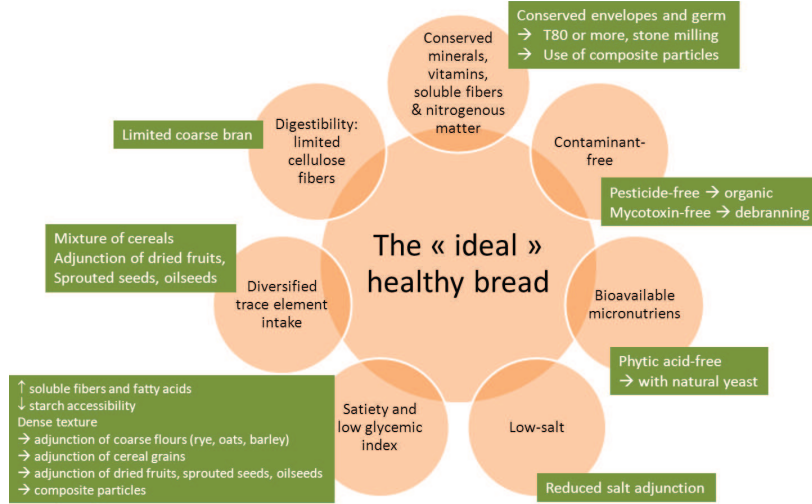 Conserved envelopes and germ
→ T80 or more, stone milling
→ Use of composite particles
Conserved
minerals,
vitamins,
soluble fibers
& nitrogenous
matter
Limited coarse bran
Digestibility:
limited
cellulose
fibers
Contaminant-
free
Pesticide-free → organic
Mycotoxin-free → debranning
Mixture of cereals
Adjunction of dried fruits,
Sprouted seeds, oilseeds
The « ideal »
healthy bread
Diversified
trace element
intake
Bioavailable
micronutriens
Phytic acid-free
→ with natural yeast
↑ soluble fibers and fatty acids
↓ starch accessibility
Dense texture
→ adjunction of coarse flours (rye, oats, barley)
→ adjunction of cereal grains
→ adjunction of dried fruits, sprouted seeds, oilseeds
→ composite particles
Satiety and
low glycemic
index
Low-salt
Reduced salt adjunction